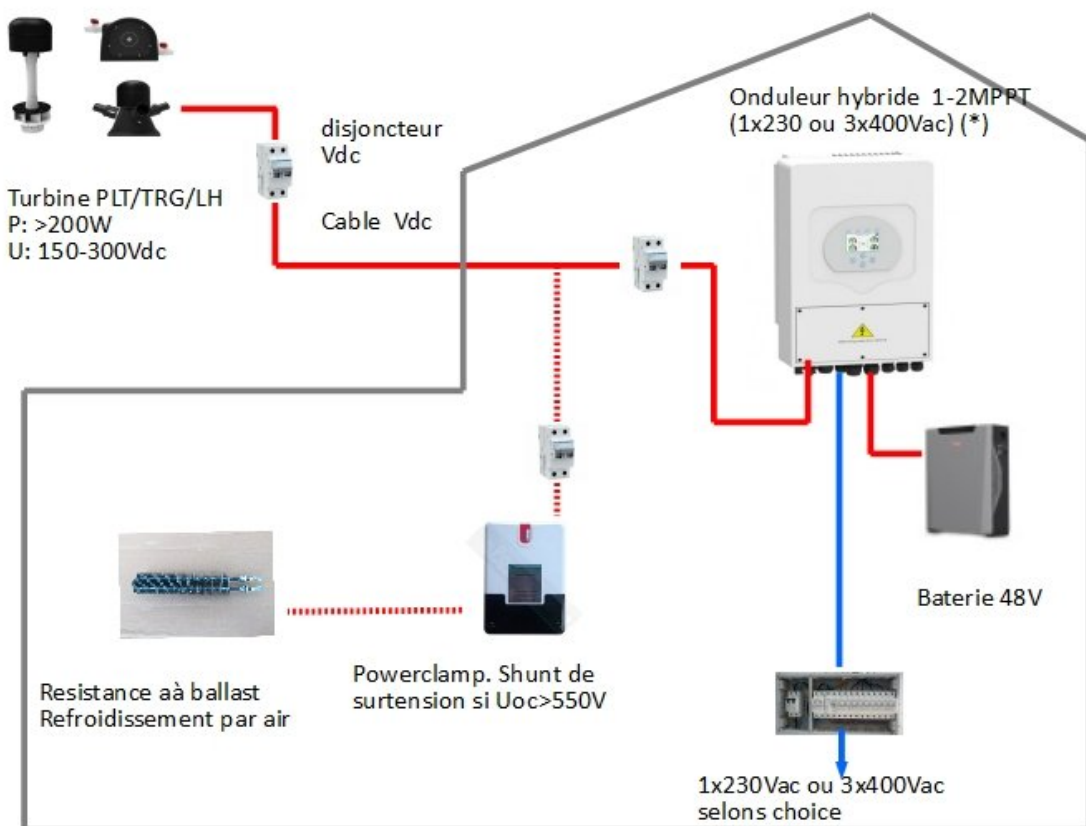 Onduleur hybride 1-2MPPT
(1x230 ou 3x400Vac) (*)
disjoncteur
Vdc
Turbine PLT/TRG/LH
P: >200W
U: 150-300Vdc
Cable Vdc
Baterie 48V
Powerclamp. Shunt de
surtension si Uoc>550V
Resistance aà ballast
Refroidissement par air
1x230Vac ou 3x400Vac
selons choice